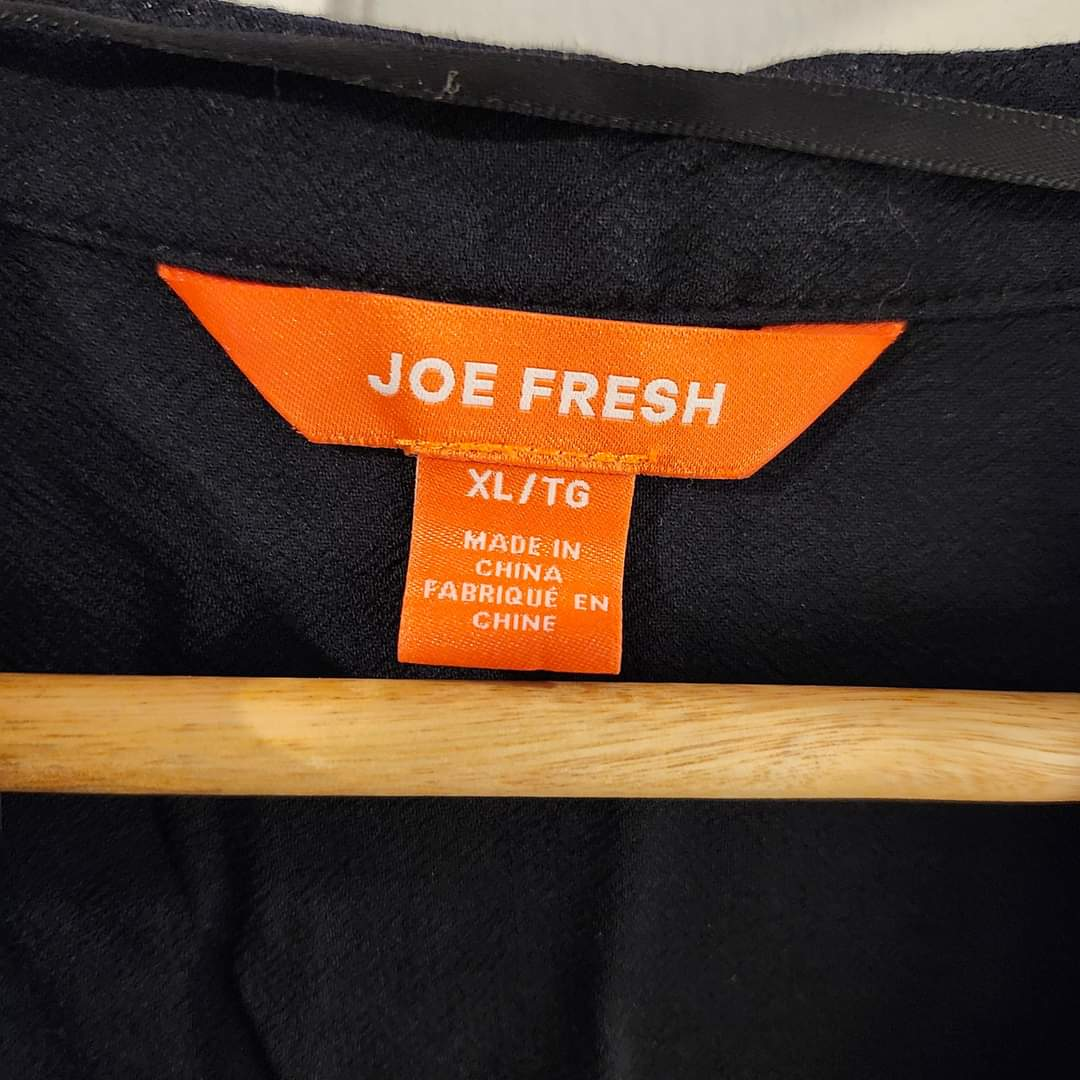 JOE FRESH
XL/TG
MADE IN
CHINA
FABRIQUÉ EN
CHINE